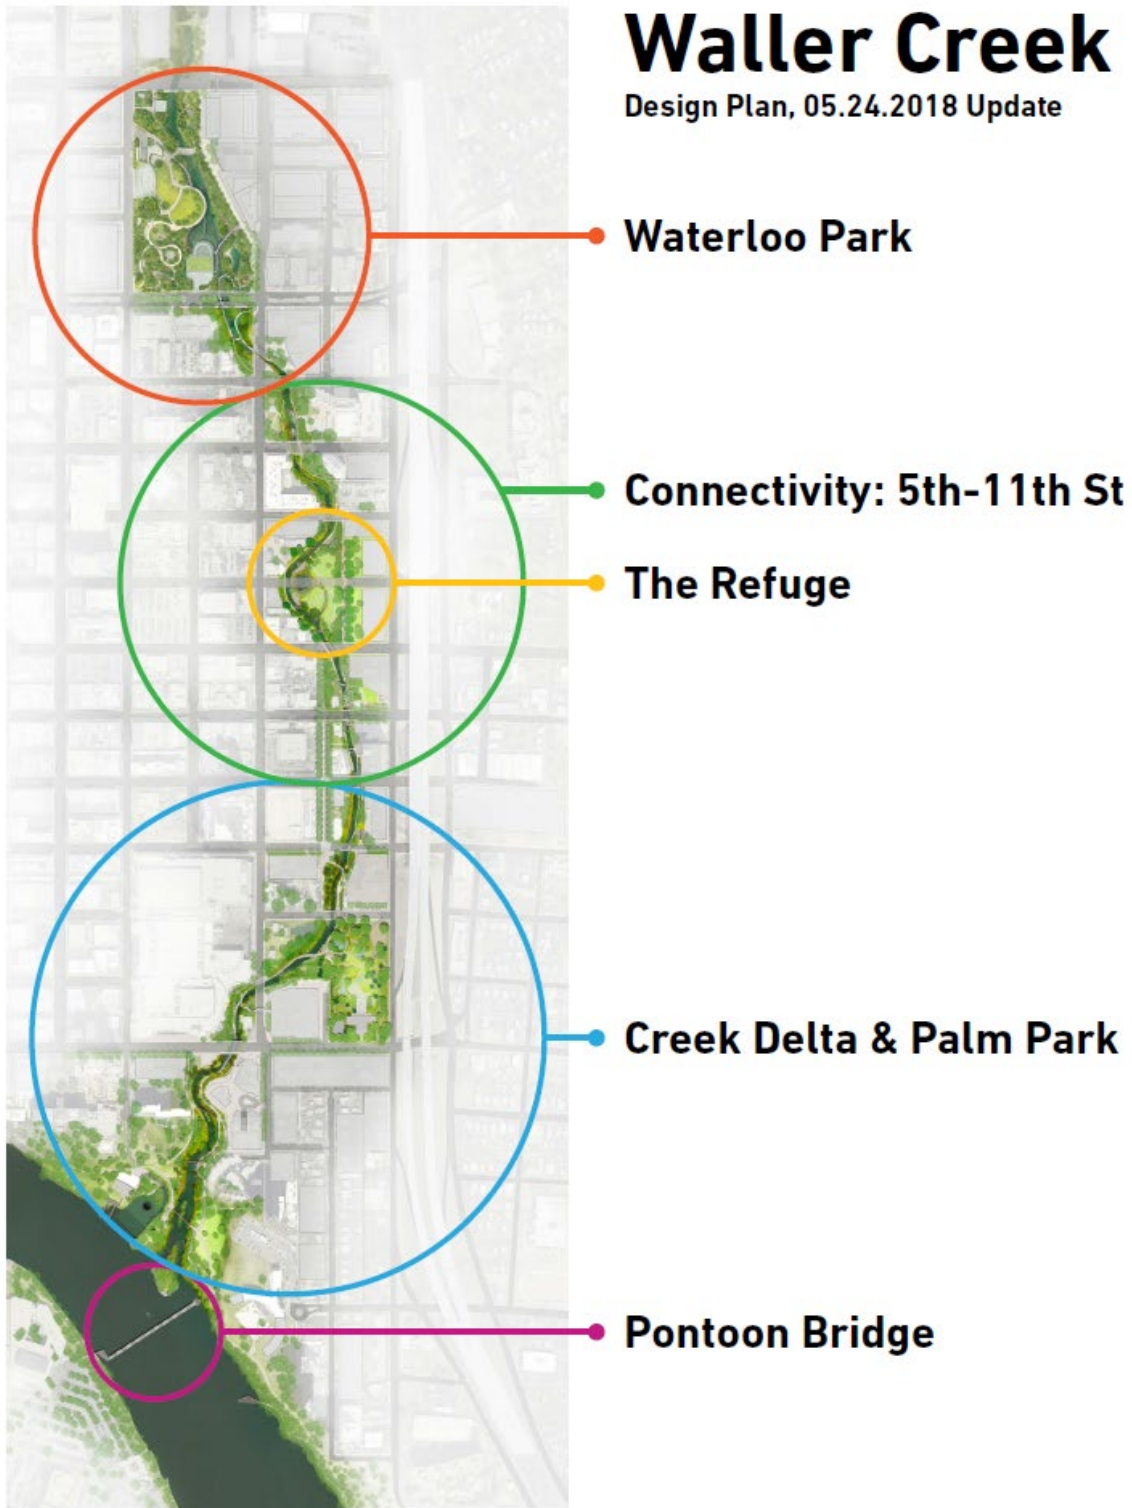 Waller Creek
Design Plan, 05.24.2018 Update
Waterloo Park
Connectivity: 5th-11th St
The Refuge
Creek Delta & Palm Park
Pontoon Bridge